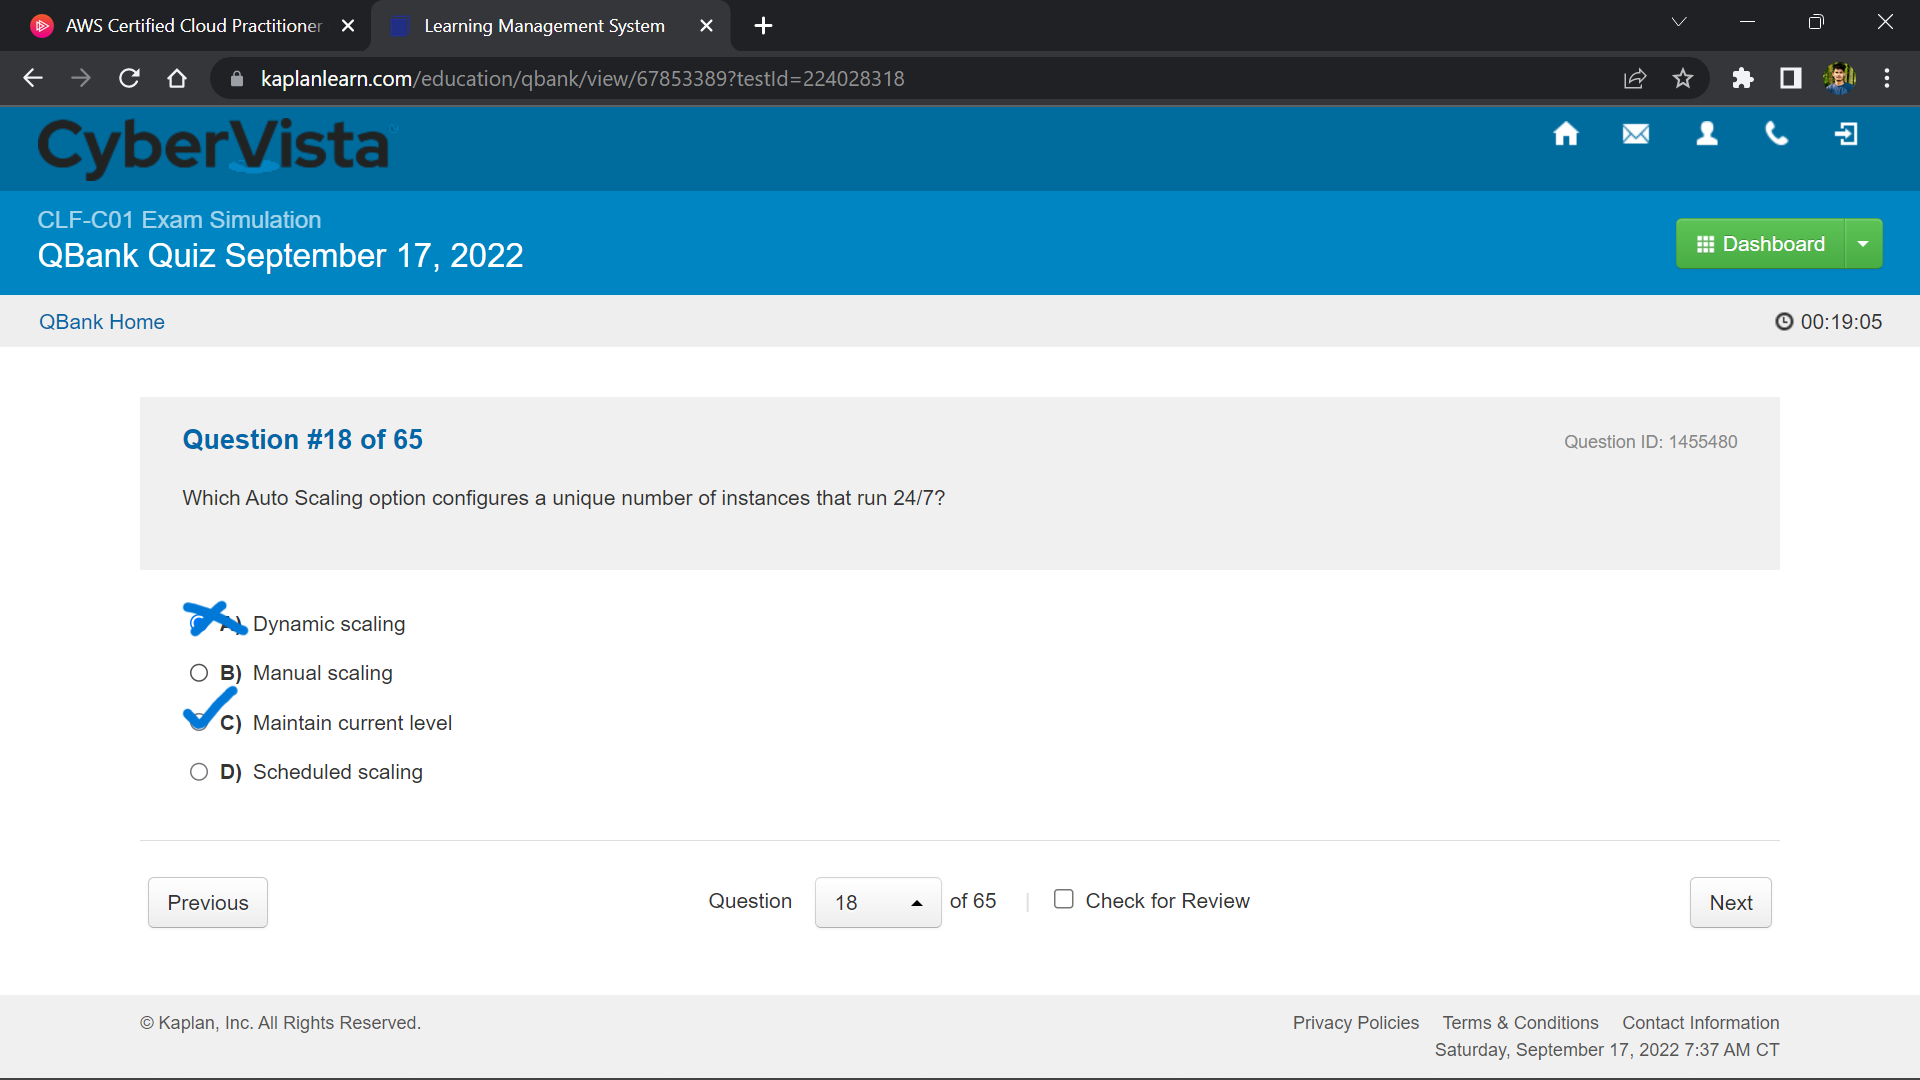 AWS Certified Cloud Practitioner
Learning Management System
kaplanlearn.com/education/qbank/view/67853389?testId=224028318
CyberVista
CLF-C01 Exam Simulation
QBank Quiz September 17, 2022
Dashboard
QBank Home
00:19:05
Question #18 of 65
Question ID: 1455480
Which Auto Scaling option configures a unique number of instances that run 24/7?
A) Dynamic scaling
B) Manual scaling
C) Maintain current level
D) Scheduled scaling
Previous
Question 18 of 65 | Check for Review
Next
© Kaplan, Inc. All Rights Reserved.
Privacy Policies Terms & Conditions Contact Information
Saturday, September 17, 2022 7:37 AM CT